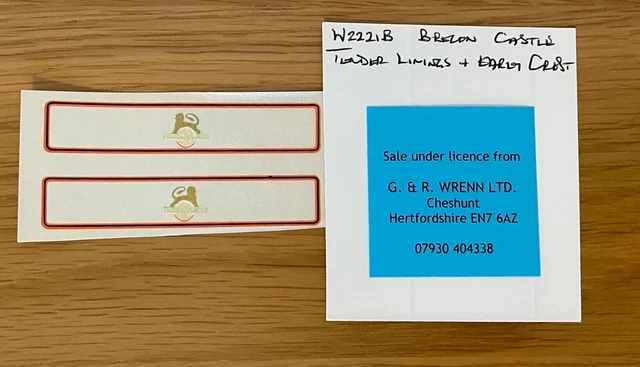 W2221B BRECON CASTLE
TENDER LININGS + EARLY CREST
Sale under licence from
G. & R. WRENN LTD.
Cheshunt
Hertfordshire EN7 6AZ
07930 404338